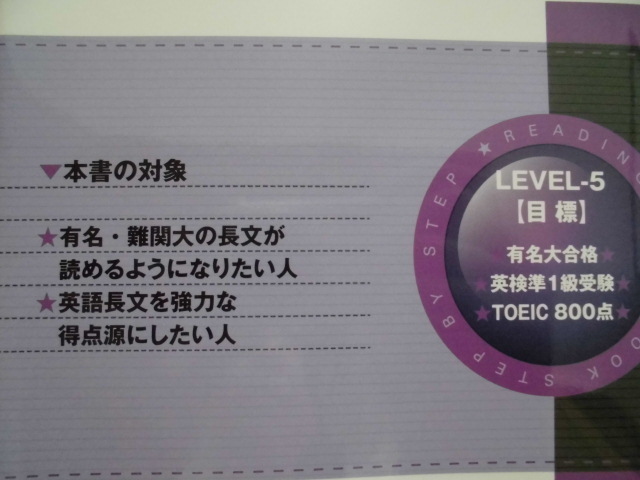 ▼本書の対象
★有名・難関大の長文が
読めるようになりたい人
★英語長文を強力な
得点源にしたい人
STEP BY STEP ★ READING
OOK
LEVEL-5
【目標】
有名大合格★
★英検準1級受験★
★TOEIC 800点★